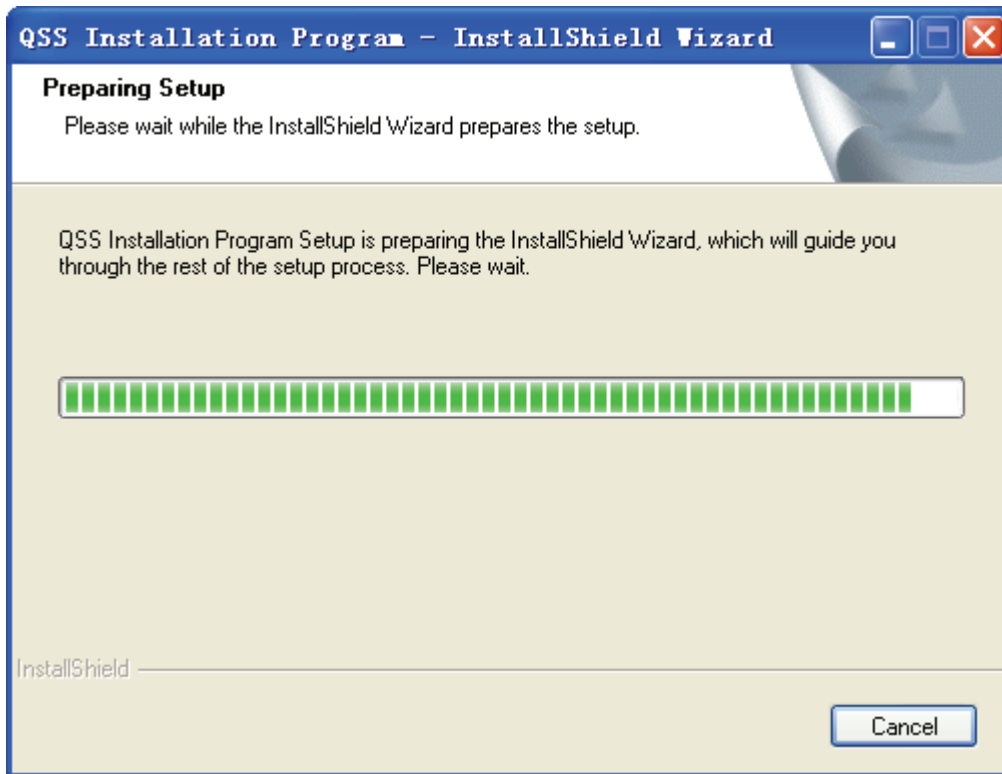 QSS Installation Program - InstallShield Wizard
Preparing Setup
Please wait while the InstallShield Wizard prepares the setup.
QSS Installation Program Setup is preparing the InstallShield Wizard, which will guide you
through the rest of the setup process. Please wait.
InstallShield
Cancel